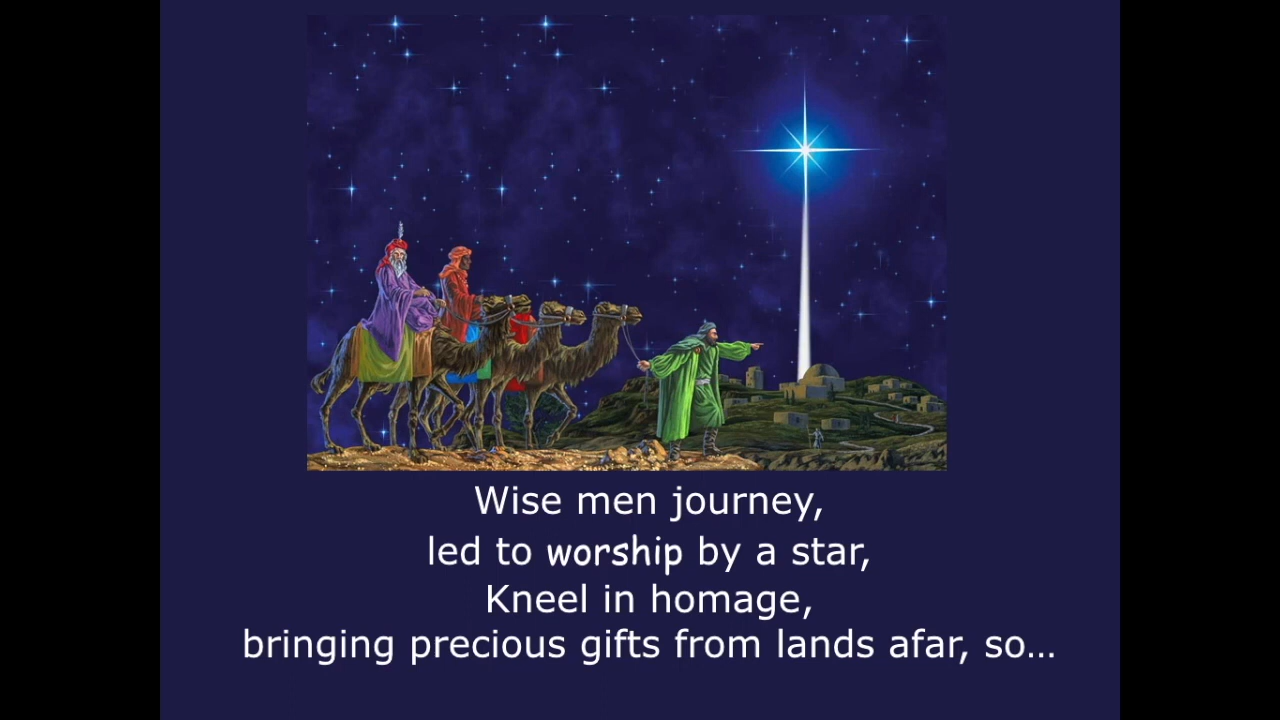 Wise men journey,
led to worship by a star,
Kneel in homage,
bringing precious gifts from lands afar, so…